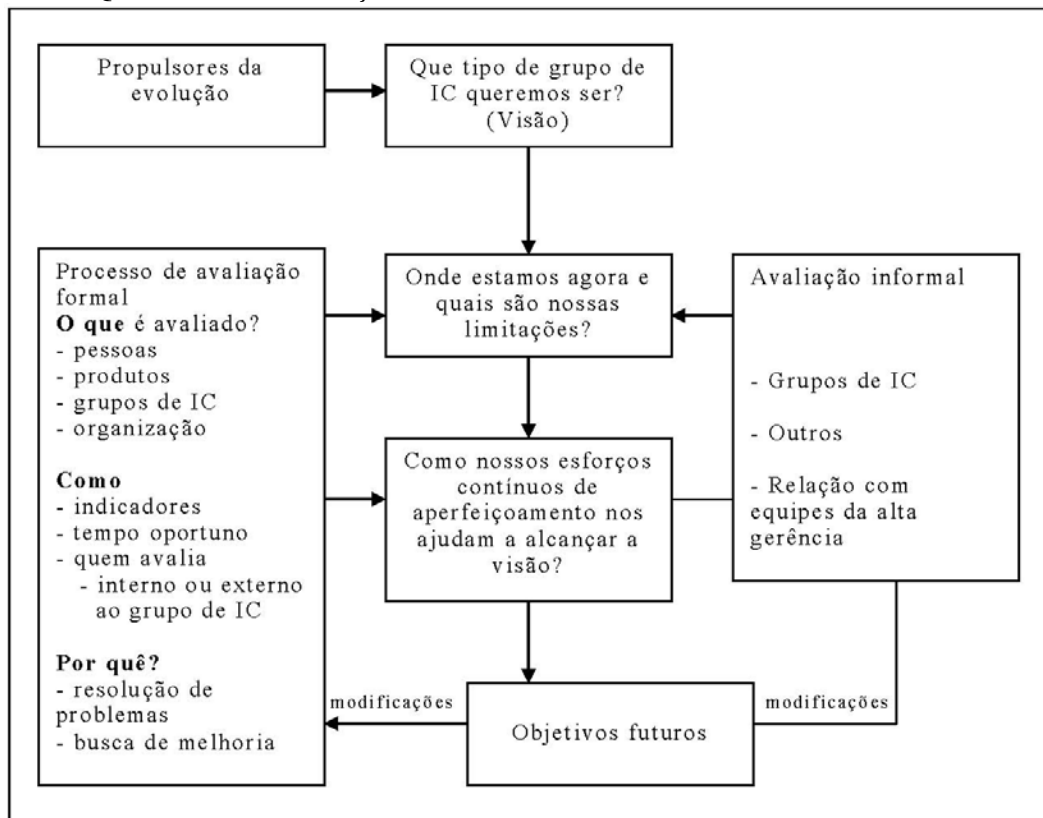 Propulsores da
evolução
Que tipo de grupo de
IC queremos ser?
(Visão)
Processo de avaliação
formal
O que é avaliado?
- pessoas
- produtos
- grupos de IC
- organização
Como
- indicadores
- tempo oportuno
- quem avalia
- interno ou externo
ao grupo de IC
Por quê?
- resolução de
problemas
- busca de melhoria
Onde estamos agora e
quais são nossas
limitações?
Como nossos esforços
contínuos de
aperfeiçoamento nos
ajudam a alcançar a
visão?
Avaliação informal
- Grupos de IC
- Outros
- Relação com
equipes da alta
gerência
modificações
Objetivos futuros
modificações